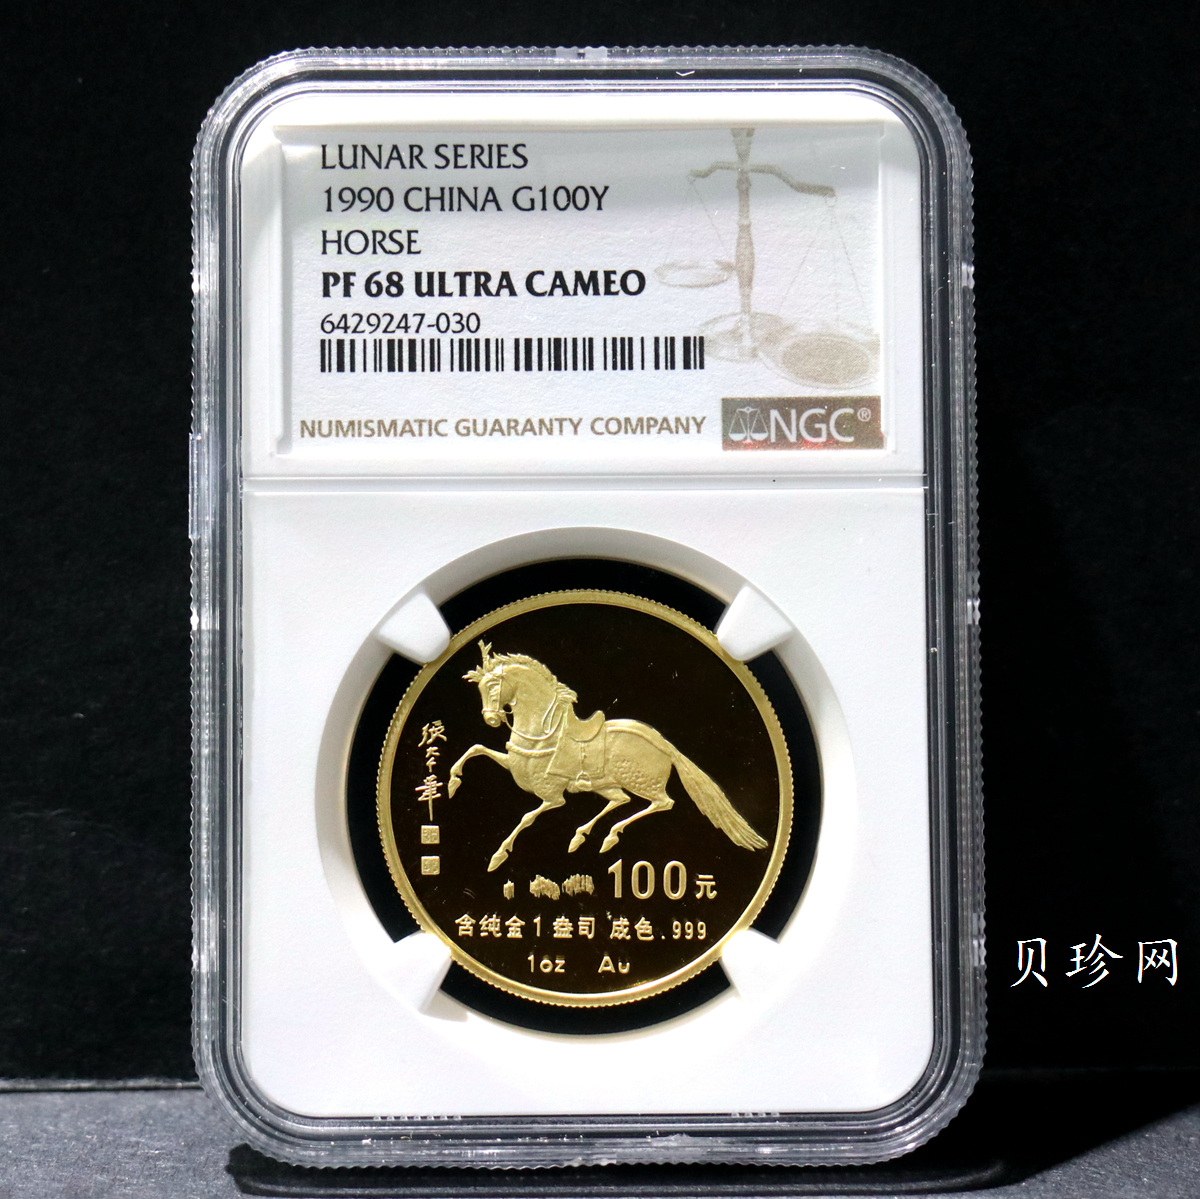 LUNAR SERIES
1990 CHINA G100Y
HORSE
PF 68 ULTRA CAMEO
6429247-030
NUMISMATIC GUARANTY COMPANY
NGC®
100元
含纯金1盎司 成色.999
1oz Au
贝珍网